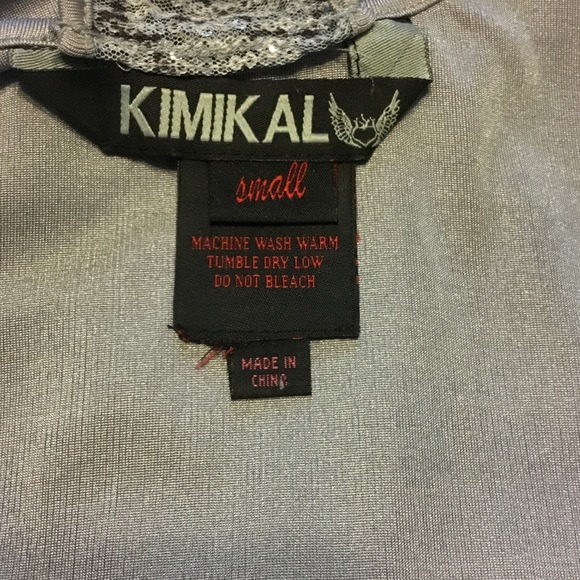 KIMIKAL
small
MACHINE WASH WARM
TUMBLE DRY LOW
DO NOT BLEACH
MADE IN
CHINA